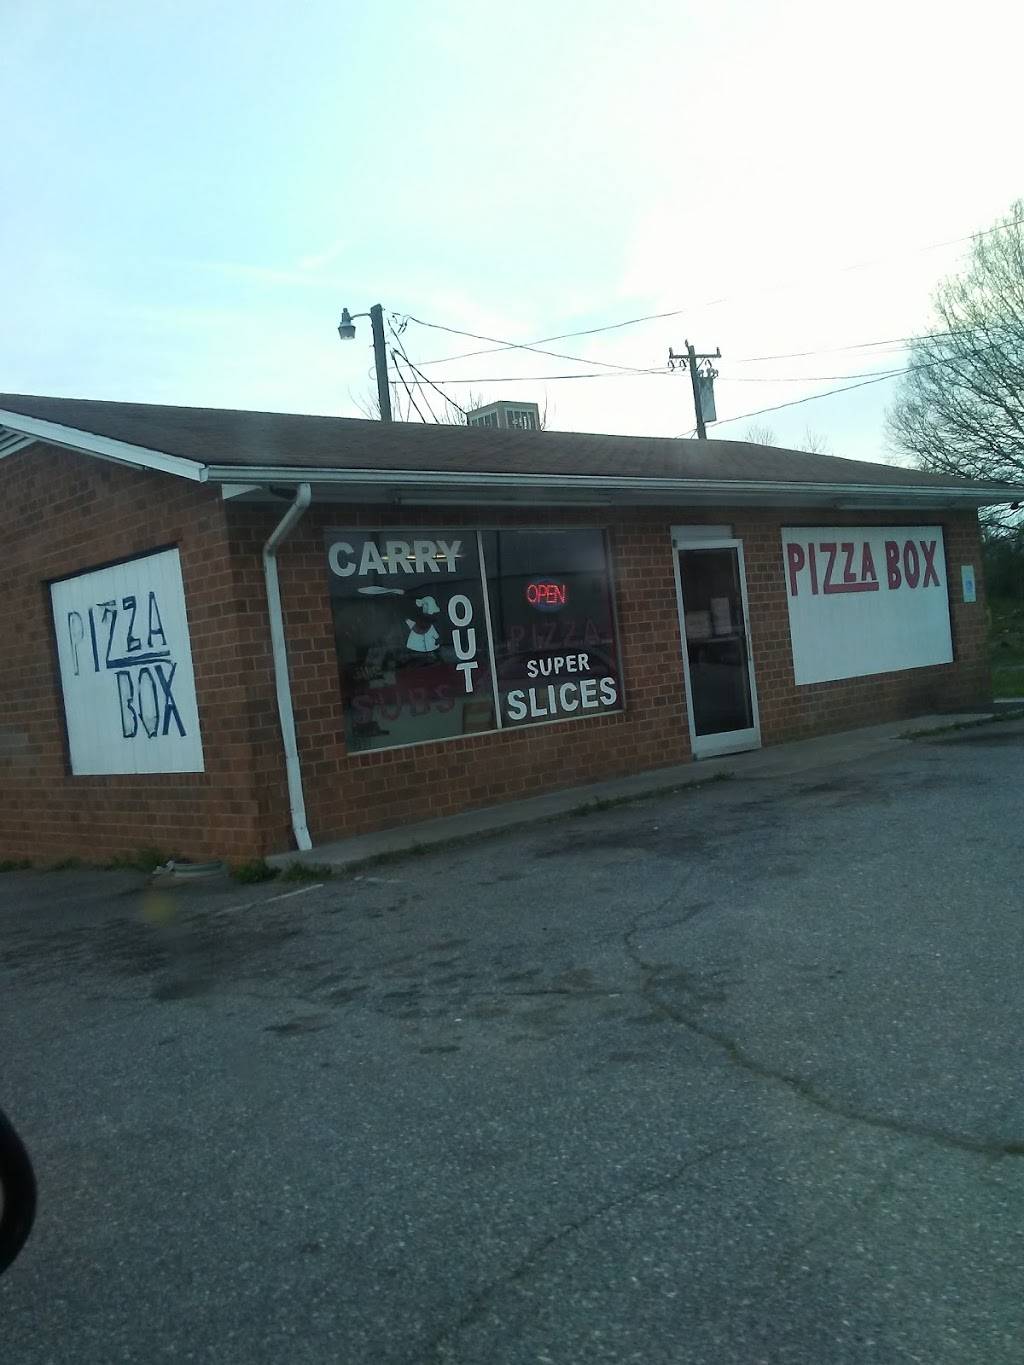 PIZZA
BOX
CARRY
OUT
SUBS
OPEN
PIZZA
SUPER
SLICES
PIZZA BOX